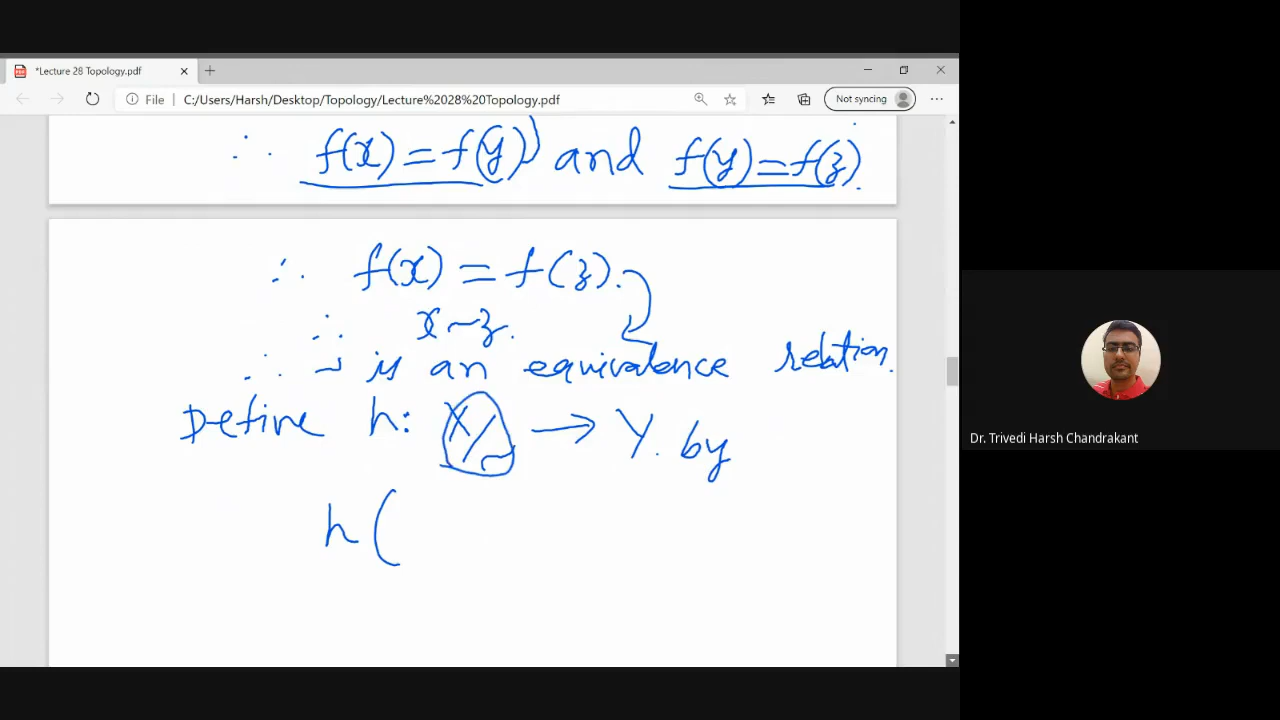 *Lecture 28 Topology.pdf
File C:/Users/Harsh/Desktop/Topology/Lecture%2028%20Topology.pdf Not syncing
∴ f(x) = f(y) and f(y) = f(z).
∴ f(x) = f(z).
∴ x ~ z.
∴ ~ is an equivalence relation.
Define h: X/~ → Y. by
h (
Dr. Trivedi Harsh Chandrakant